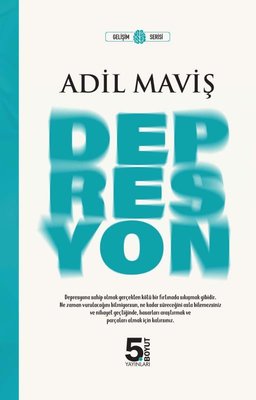 GELİŞİM SERİSİ
ADİL MAVİŞ
DEP
RES
YON
Depresyona sahip olmak gerçekten kötü bir fırtınada sıkışmak gibidir.
Ne zaman vurulacağını bilmiyorsun, ne kadar süreceğini asla bilemezsiniz
ve nihayet geçtiğinde, hasarları araştırmak ve
parçaları almak için kalırsınız.
5. BOYUT
YAYINLARI